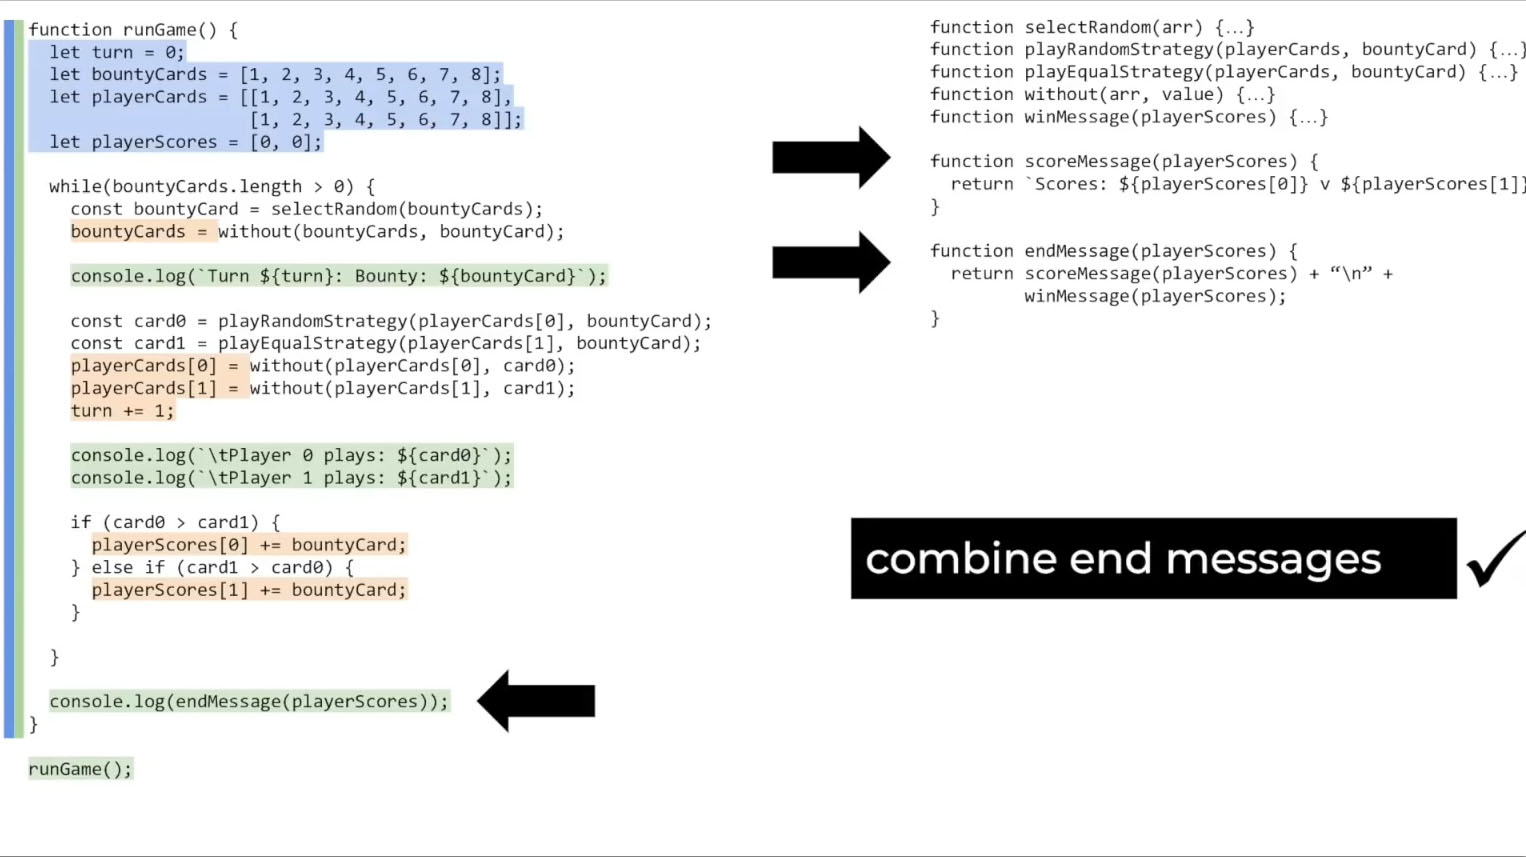 function runGame() {
let turn = 0;
let bountyCards = [1, 2, 3, 4, 5, 6, 7, 8];
let playerCards = [[1, 2, 3, 4, 5, 6, 7, 8],
[1, 2, 3, 4, 5, 6, 7, 8]];
let playerScores = [0, 0];
while(bountyCards.length > 0) {
const bountyCard = selectRandom(bountyCards);
bountyCards = without(bountyCards, bountyCard);
console.log(`Turn ${turn}: Bounty: ${bountyCard}`);
const card0 = playRandomStrategy(playerCards[0], bountyCard);
const card1 = playEqualStrategy(playerCards[1], bountyCard);
playerCards[0] = without(playerCards[0], card0);
playerCards[1] = without(playerCards[1], card1);
turn += 1;
console.log(`\tPlayer 0 plays: ${card0}`);
console.log(`\tPlayer 1 plays: ${card1}`);
if (card0 > card1) {
playerScores[0] += bountyCard;
} else if (card1 > card0) {
playerScores[1] += bountyCard;
}
}
console.log(endMessage(playerScores));
}
runGame();
function selectRandom(arr) {…}
function playRandomStrategy(playerCards, bountyCard) {…}
function playEqualStrategy(playerCards, bountyCard) {…}
function without(arr, value) {…}
function winMessage(playerScores) {…}
function scoreMessage(playerScores) {
return `Scores: ${playerScores[0]} v ${playerScores[1]}
}
function endMessage(playerScores) {
return scoreMessage(playerScores) + “\n” +
winMessage(playerScores);
}
combine end messages